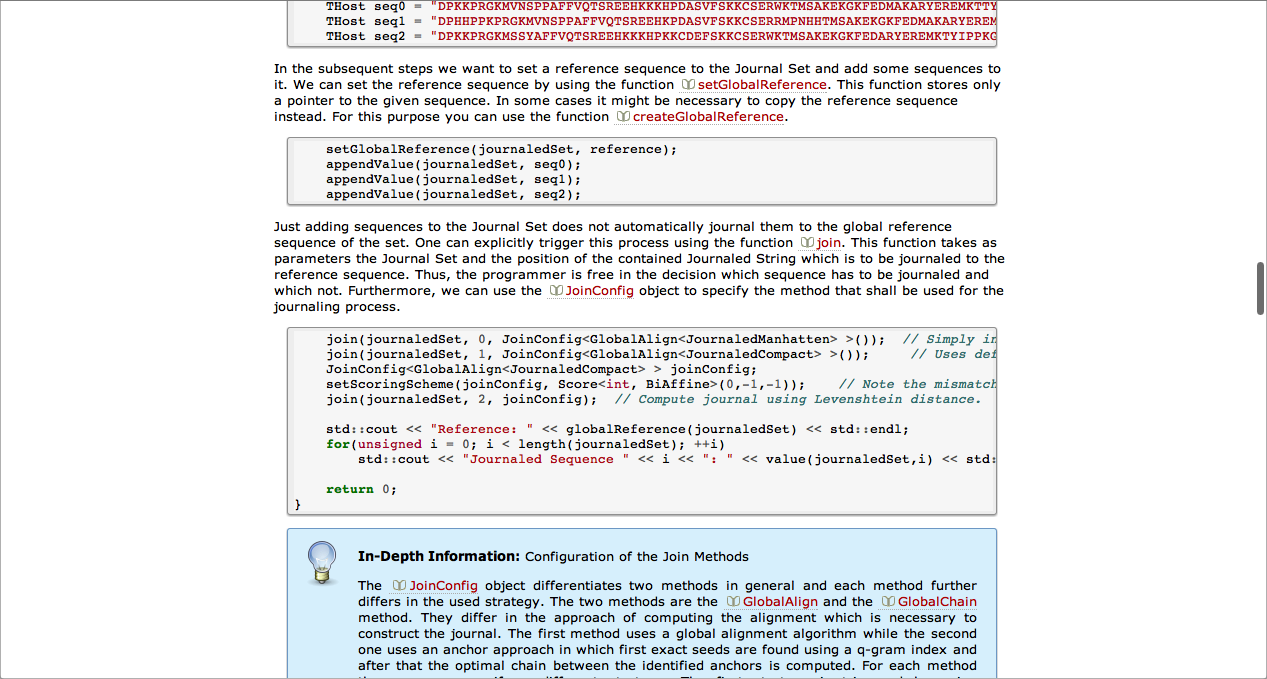 THost seq0 = "DPKKPRGKMVNSPPAFFVQTSREEHKKKHPDASVFSKKCSERWKTMSAKEKGKFEDMAKARYEREMKTTY
THost seq1 = "DPHHPPKPRGKMVNSPPAFFVQTSREEHKPDASVFSKKCSERRMPNHHTMSAKEKGKFEDMAKARYEREM
THost seq2 = "DPKKPRGKMSSYAFFVQTSREEHKKKHPKKCDEFSKKCSERWKTMSAKEKGKFEDARYEREMKTYIPPKG
In the subsequent steps we want to set a reference sequence to the Journal Set and add some sequences to
it. We can set the reference sequence by using the function setGlobalReference. This function stores only
a pointer to the given sequence. In some cases it might be necessary to copy the reference sequence
instead. For this purpose you can use the function createGlobalReference.
setGlobalReference(journaledSet, reference);
appendValue(journaledSet, seq0);
appendValue(journaledSet, seq1);
appendValue(journaledSet, seq2);
Just adding sequences to the Journal Set does not automatically journal them to the global reference
sequence of the set. One can explicitly trigger this process using the function join. This function takes as
parameters the Journal Set and the position of the contained Journaled String which is to be journaled to the
reference sequence. Thus, the programmer is free in the decision which sequence has to be journaled and
which not. Furthermore, we can use the JoinConfig object to specify the method that shall be used for the
journaling process.
join(journaledSet, 0, JoinConfig<GlobalAlign<JournaledManhatten> >()); // Simply in
join(journaledSet, 1, JoinConfig<GlobalAlign<JournaledCompact> >()); // Uses def
JoinConfig<GlobalAlign<JournaledCompact> > joinConfig;
setScoringScheme(joinConfig, Score<int, BiAffine>(0,-1,-1)); // Note the mismatch
join(journaledSet, 2, joinConfig); // Compute journal using Levenshtein distance.
std::cout << "Reference: " << globalReference(journaledSet) << std::endl;
for(unsigned i = 0; i < length(journaledSet); ++i)
std::cout << "Journaled Sequence " << i << ": " << value(journaledSet,i) << std:
return 0;
}
In-Depth Information: Configuration of the Join Methods
The JoinConfig object differentiates two methods in general and each method further
differs in the used strategy. The two methods are the GlobalAlign and the GlobalChain
method. They differ in the approach of computing the alignment which is necessary to
construct the journal. The first method uses a global alignment algorithm while the second
one uses an anchor approach in which first exact seeds are found using a q-gram index and
after that the optimal chain between the identified anchors is computed. For each method